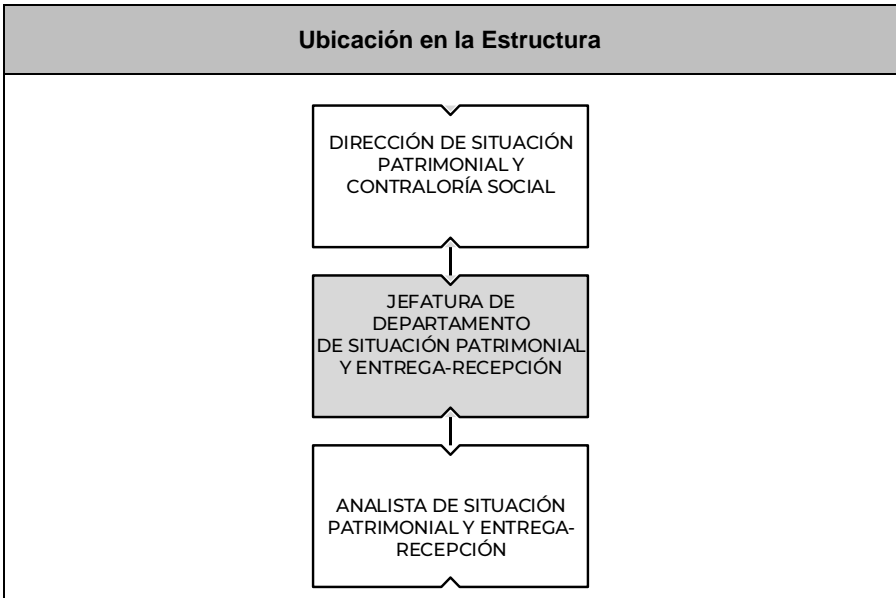 Ubicación en la Estructura
DIRECCIÓN DE SITUACIÓN
PATRIMONIAL Y
CONTRALORÍA SOCIAL
JEFATURA DE
DEPARTAMENTO
DE SITUACIÓN PATRIMONIAL
Y ENTREGA-RECEPCIÓN
ANALISTA DE SITUACIÓN
PATRIMONIAL Y ENTREGA-
RECEPCIÓN